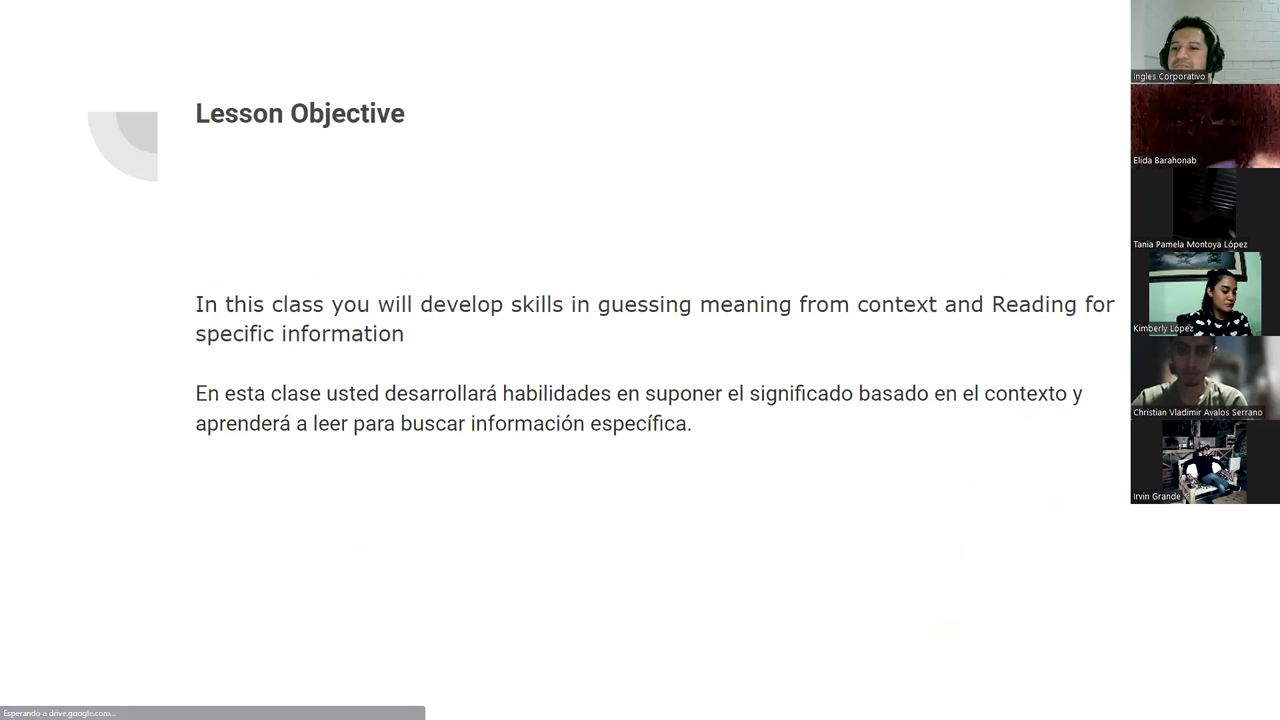 Lesson Objective
In this class you will develop skills in guessing meaning from context and Reading for
specific information
En esta clase usted desarrollará habilidades en suponer el significado basado en el contexto y
aprenderá a leer para buscar información específica.
Ingles Corporativo
Elida Barahonab
Tania Pamela Montoya López
Kimberly López
Christian Vladimir Avalos Serrano
Irvin Grande
Esperando a drive.google.com...